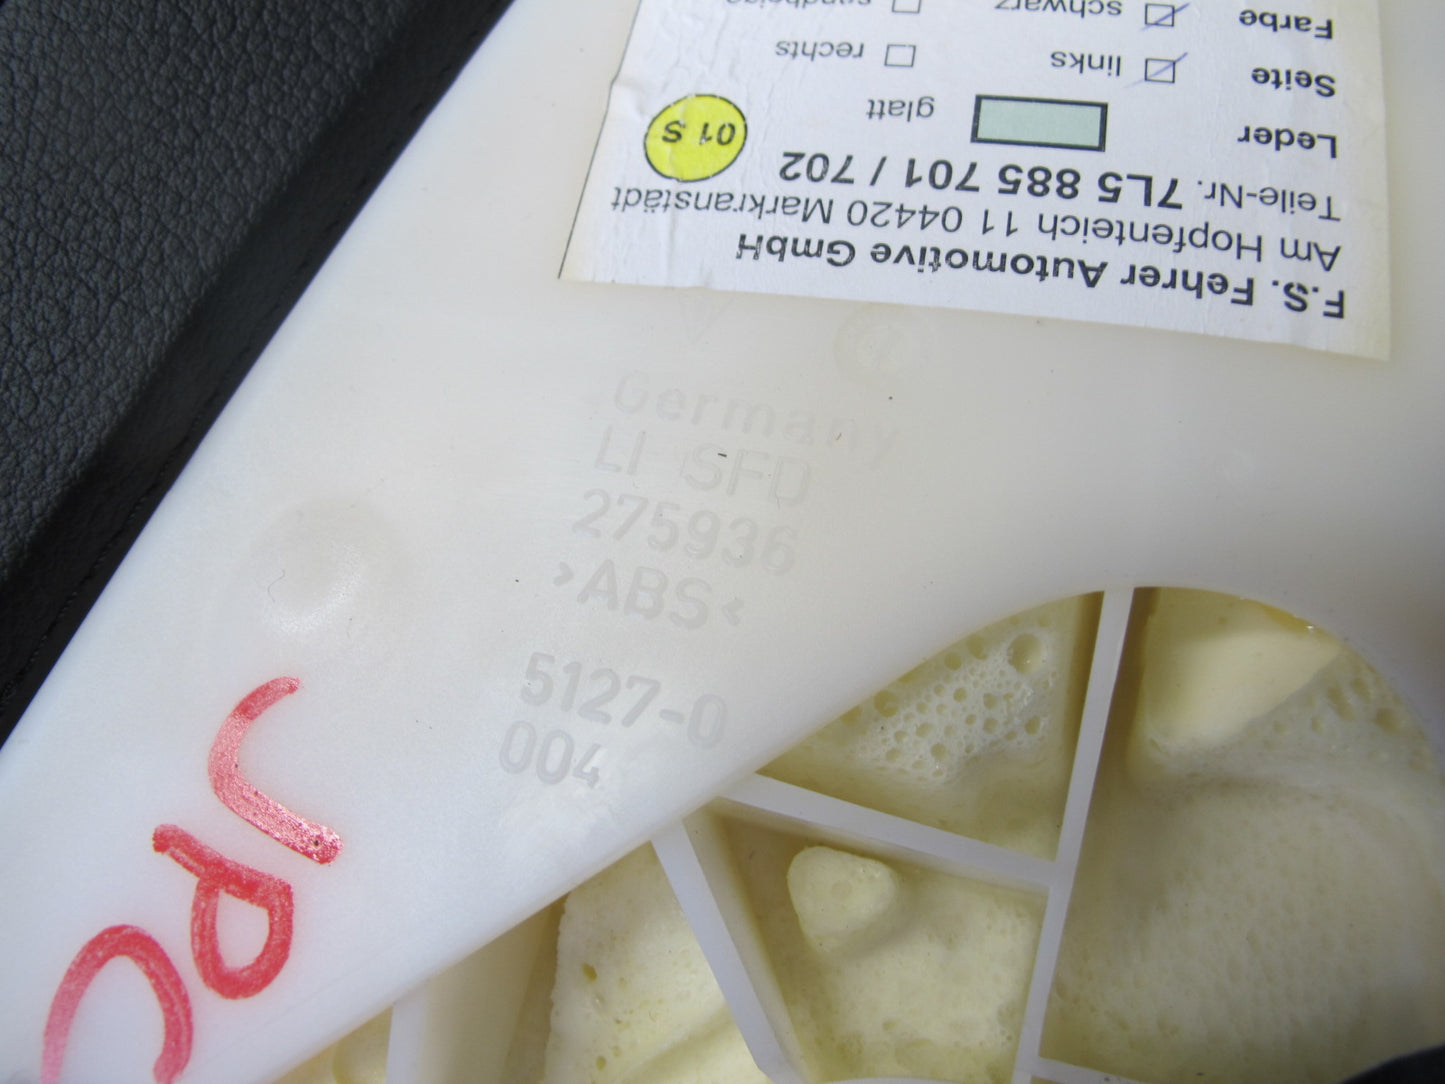 F.S. Fehrer Automotive GmbH
Am Hopfenteich 11 04420 Markranstädt
Teile-Nr. 7L5 885 701 / 702
01 S
Leder glatt
Seite links rechts
Farbe schwarz
Germany
LI SFD
275936
>ABS<
5127-0
004